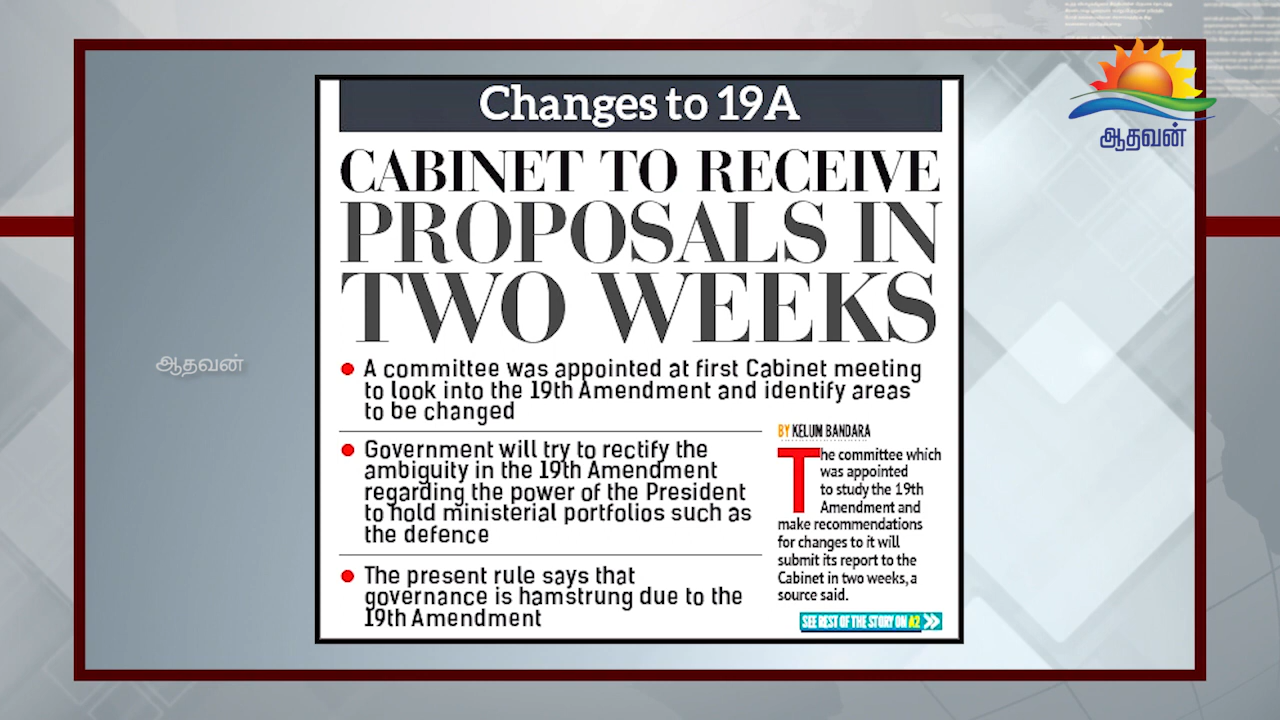 ஆதவன்
Changes to 19A
CABINET TO RECEIVE
PROPOSALS IN
TWO WEEKS
• A committee was appointed at first Cabinet meeting
to look into the 19th Amendment and identify areas
to be changed
• Government will try to rectify the
ambiguity in the 19th Amendment
regarding the power of the President
to hold ministerial portfolios such as
the defence
• The present rule says that
governance is hamstrung due to the
19th Amendment
BY KELUM BANDARA
The committee which
was appointed
to study the 19th
Amendment and
make recommendations
for changes to it will
submit its report to the
Cabinet in two weeks, a
source said.
SEE REST OF THE STORY ON A2
ஆதவன்